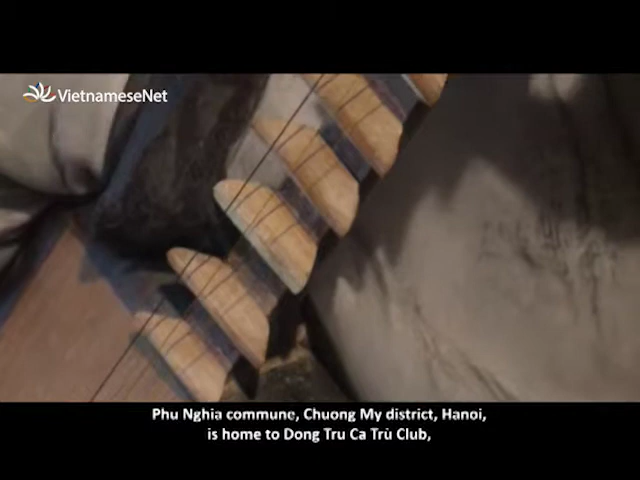 VietnameseNet
Phu Nghia commune, Chuong My district, Hanoi,
is home to Dong Tru Ca Trù Club,